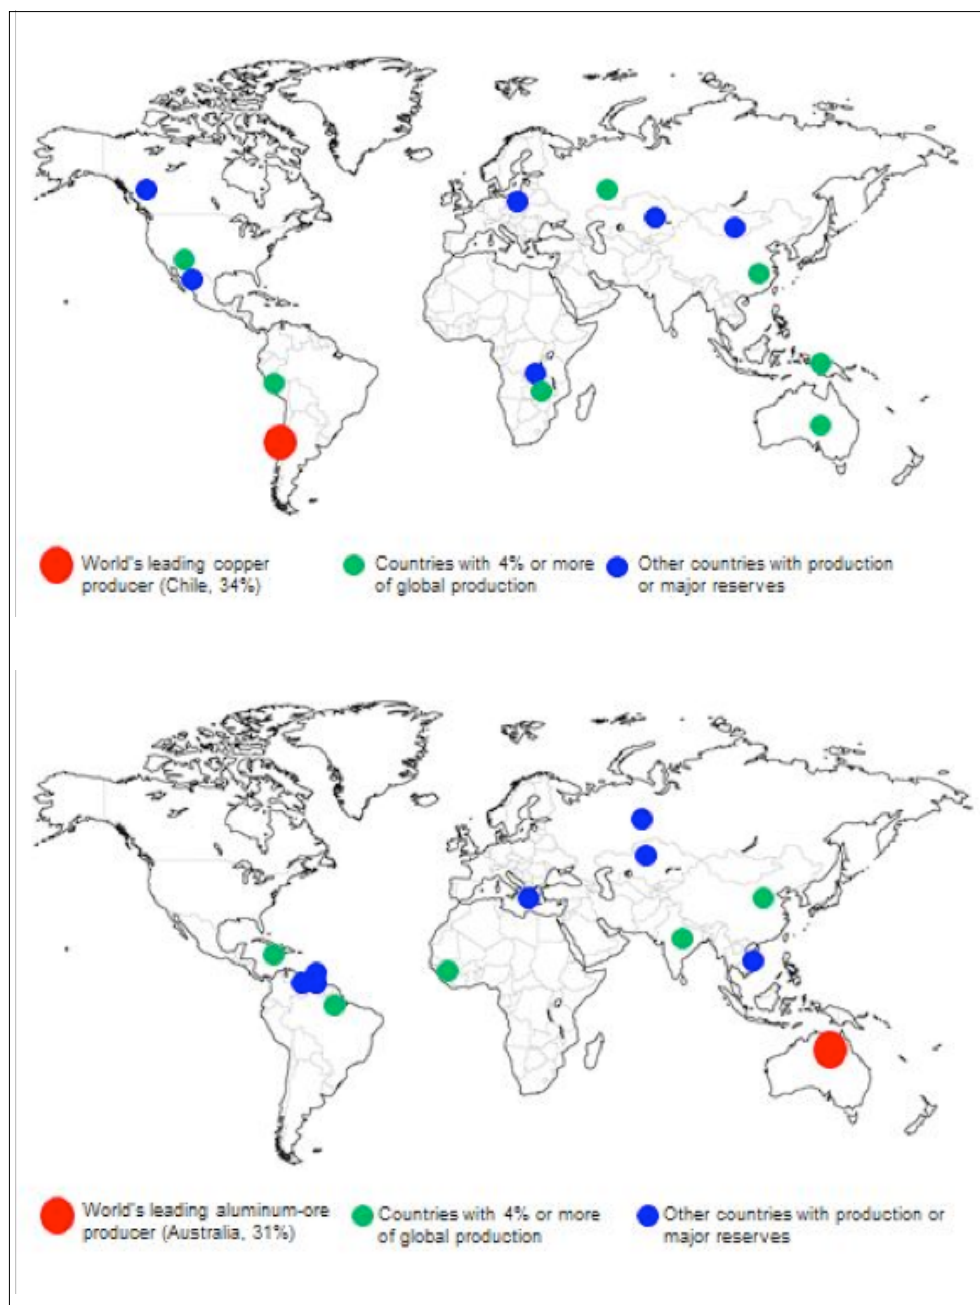 World's leading copper
producer (Chile, 34%)
Countries with 4% or more
of global production
Other countries with production
or major reserves
World's leading aluminum-ore
producer (Australia, 31%)
Countries with 4% or more
of global production
Other countries with production or
major reserves